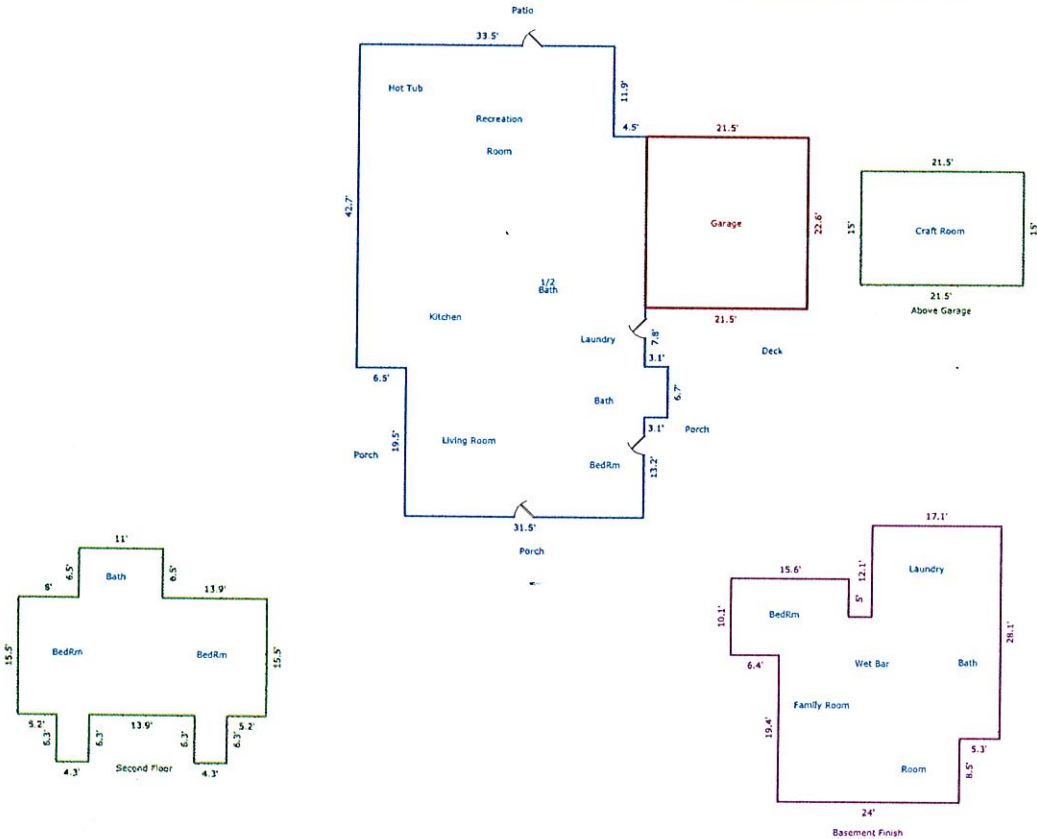 Patio
33.5'
Hot Tub
Recreation
Room
11.9'
4.5'
21.5'
42.7'
Garage
22.6'
21.5'
15'
Craft Room
15'
21.5'
Above Garage
1/2
Bath
Kitchen
21.5'
Laundry
7.8'
Deck
3.1'
6.5'
Bath
6.7'
3.1'
Porch
19.5'
Living Room
Porch
BedRm
13.2'
31.5'
Porch
11'
6.5'
Bath
6.5'
8'
13.9'
15.5'
BedRm
BedRm
15.5'
5.2'
6.3'
6.3'
13.9'
6.3'
6.3'
5.2'
4.3'
Second Floor
4.3'
17.1'
15.6'
12.1'
Laundry
5'
10.1'
BedRm
28.1'
6.4'
Wet Bar
Bath
Family Room
19.4'
5.3'
Room
8.5'
24'
Basement Finish